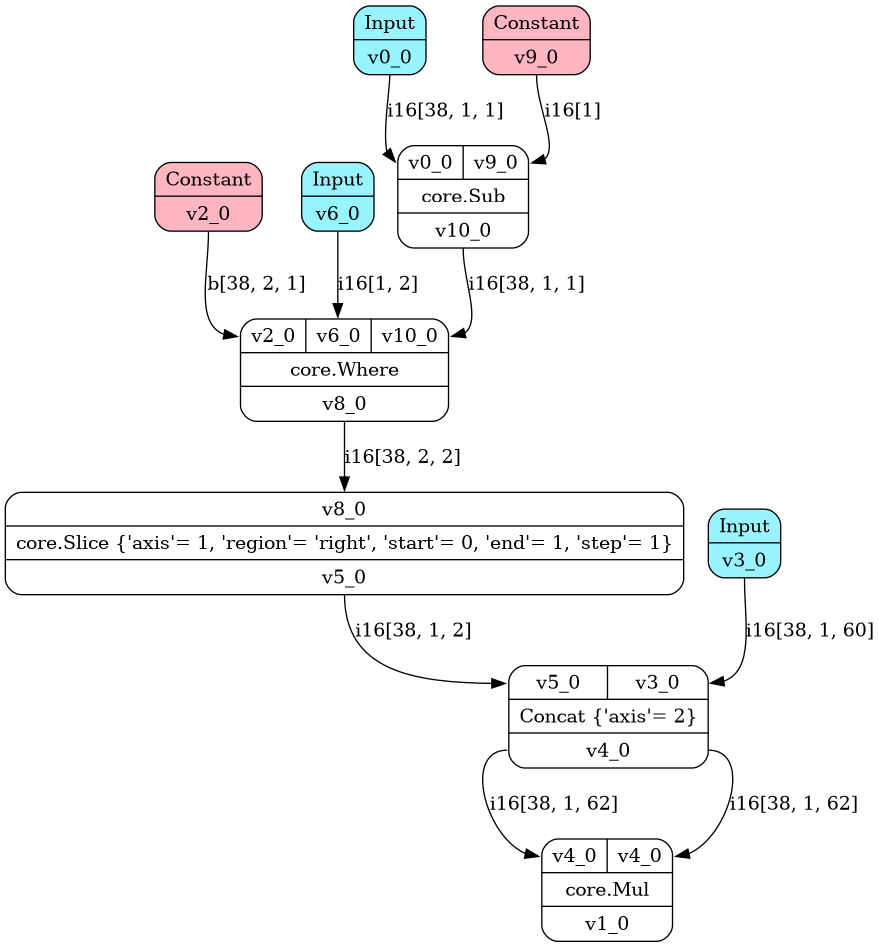 Input
v0_0
Constant
v9_0
i16[38, 1, 1]
i16[1]
Constant
v2_0
Input
v6_0
v0_0 v9_0
core.Sub
v10_0
b[38, 2, 1]
i16[1, 2]
i16[38, 1, 1]
v2_0 v6_0 v10_0
core.Where
v8_0
i16[38, 2, 2]
v8_0
core.Slice {'axis'= 1, 'region'= 'right', 'start'= 0, 'end'= 1, 'step'= 1}
v5_0
Input
v3_0
i16[38, 1, 2]
i16[38, 1, 60]
v5_0 v3_0
Concat {'axis'= 2}
v4_0
i16[38, 1, 62]
i16[38, 1, 62]
v4_0 v4_0
core.Mul
v1_0